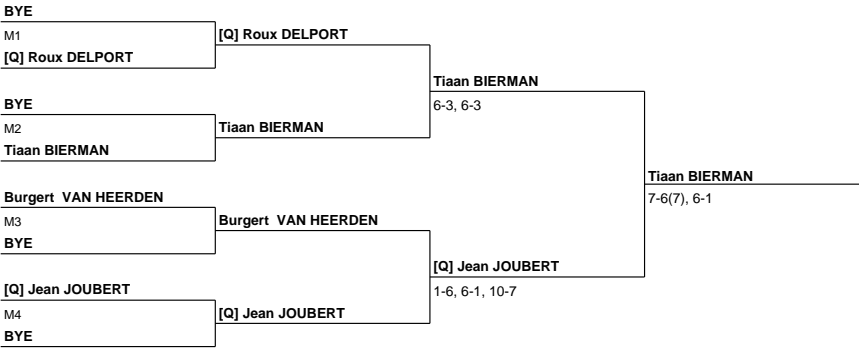 BYE
M1
[Q] Roux DELPORT
[Q] Roux DELPORT
Tiaan BIERMAN
6-3, 6-3
BYE
M2
Tiaan BIERMAN
Tiaan BIERMAN
Tiaan BIERMAN
7-6(7), 6-1
Burgert  VAN HEERDEN
M3
Burgert  VAN HEERDEN
BYE
[Q] Jean JOUBERT
1-6, 6-1, 10-7
[Q] Jean JOUBERT
M4
[Q] Jean JOUBERT
BYE